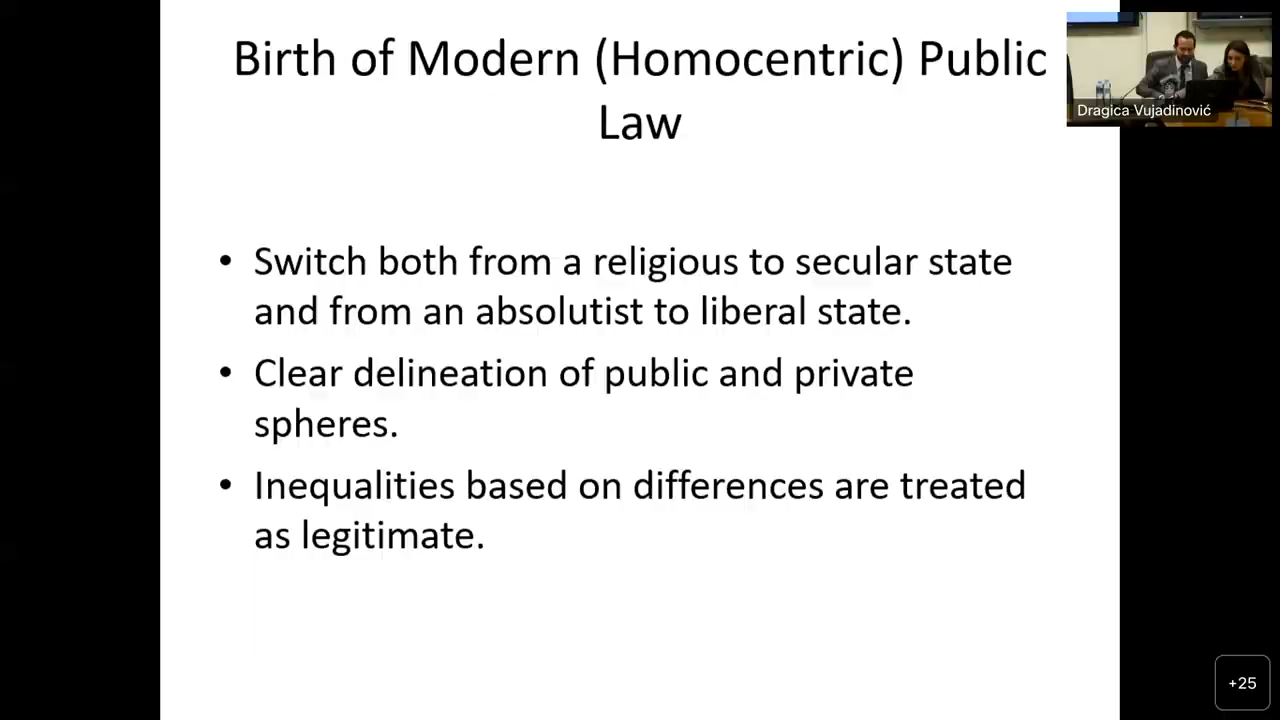 Birth of Modern (Homocentric) Public
Law
• Switch both from a religious to secular state
and from an absolutist to liberal state.
• Clear delineation of public and private
spheres.
• Inequalities based on differences are treated
as legitimate.
Dragica Vujadinović
+25